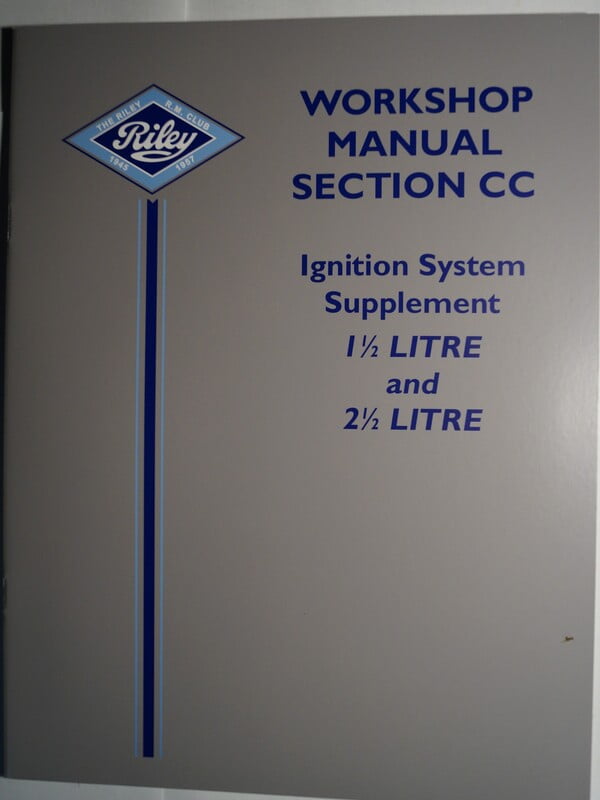 THE RILEY R.M. CLUB
Riley
1945 1957
WORKSHOP
MANUAL
SECTION CC
Ignition System
Supplement
1½ LITRE
and
2½ LITRE